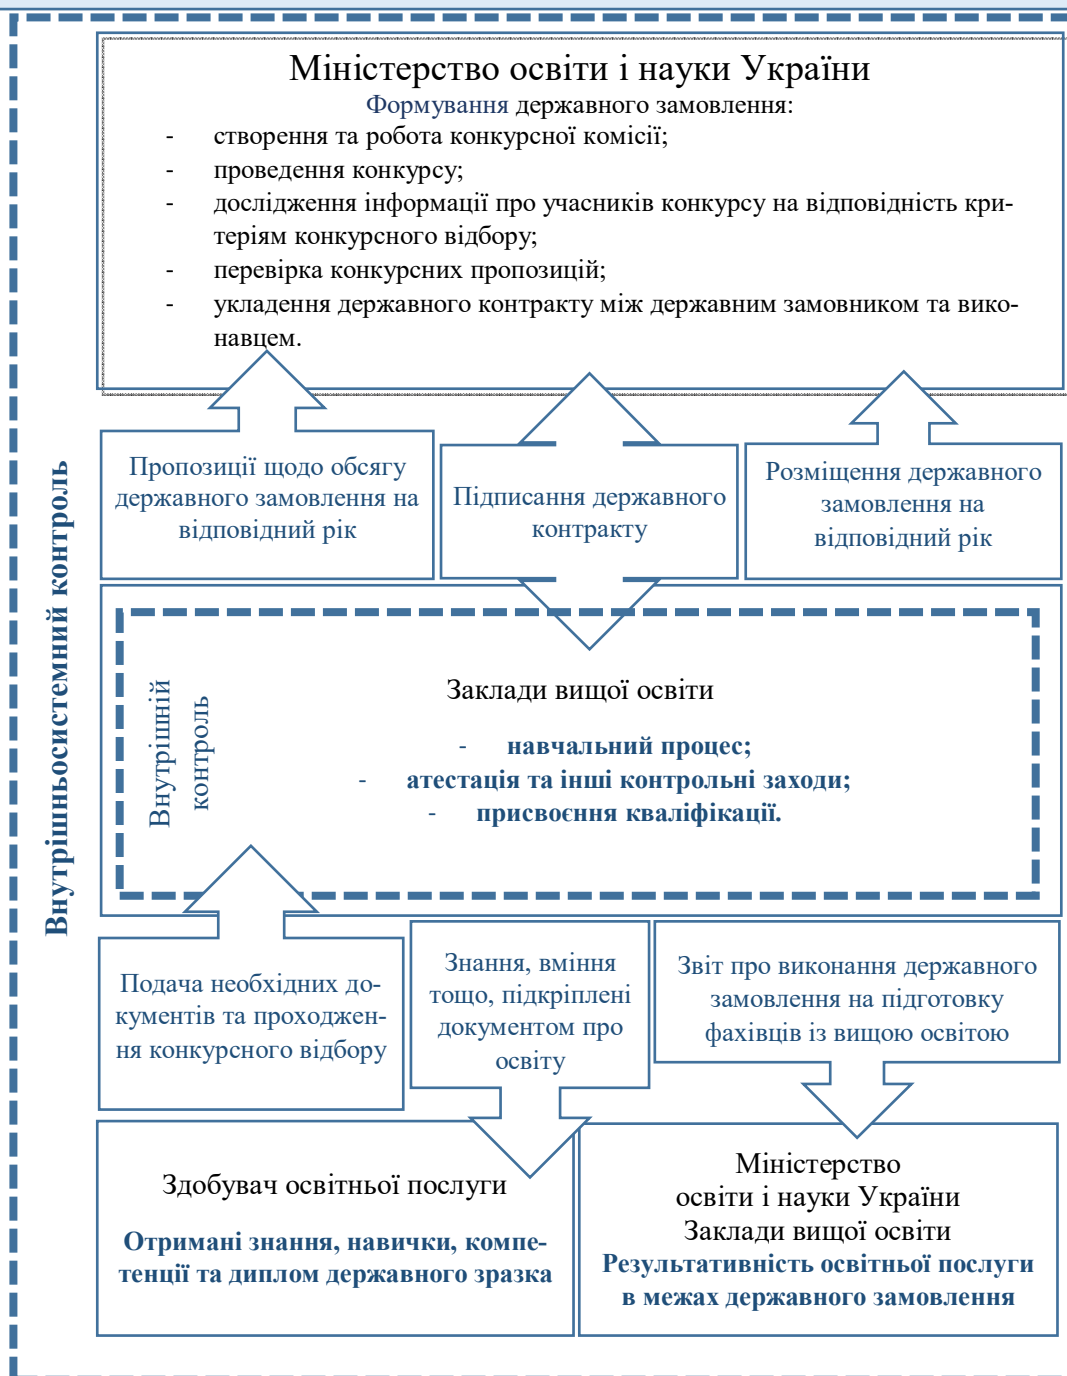 Міністерство освіти і науки України
Формування державного замовлення:
- створення та робота конкурсної комісії;
- проведення конкурсу;
- дослідження інформації про учасників конкурсу на відповідність кри-
теріям конкурсного відбору;
- перевірка конкурсних пропозицій;
- укладення державного контракту між державним замовником та вико-
навцем.
Внутрішньосистемний контроль
Пропозиції щодо обсягу
державного замовлення на
відповідний рік
Підписання державного
контракту
Розміщення державного
замовлення на
відповідний рік
Внутрішній
контроль
Заклади вищої освіти
- навчальний процес;
- атестація та інші контрольні заходи;
- присвоєння кваліфікації.
Подача необхідних до-
кументів та проходжен-
ня конкурсного відбору
Знання, вміння
тощо, підкріплені
документом про
освіту
Звіт про виконання державного
замовлення на підготовку
фахівців із вищою освітою
Здобувач освітньої послуги
Отримані знання, навички, компе-
тенції та диплом державного зразка
Міністерство
освіти і науки України
Заклади вищої освіти
Результативність освітньої послуги
в межах державного замовлення